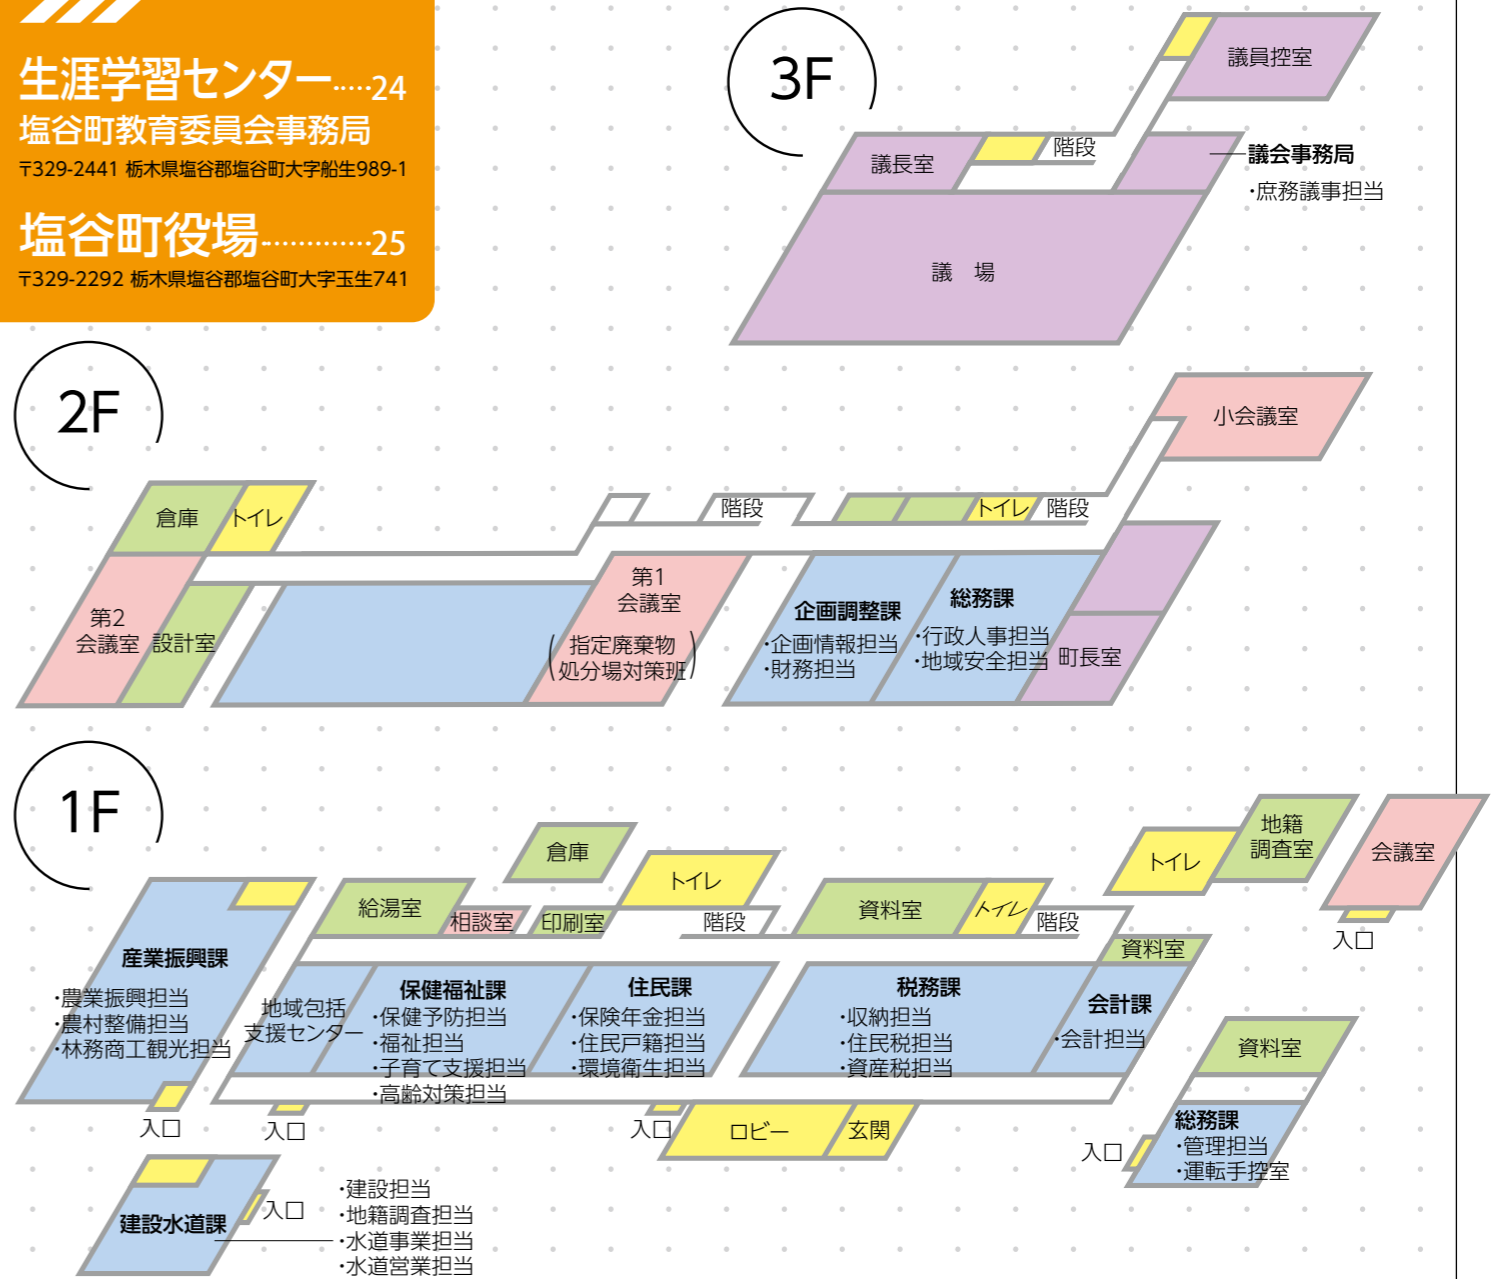 生涯学習センター.....24
塩谷町教育委員会事務局
〒329-2441 栃木県塩谷郡塩谷町大字船生989-1
塩谷町役場.............25
〒329-2292 栃木県塩谷郡塩谷町大字玉生741
3F
議員控室
議長室
階段
議会事務局
・庶務議事担当
議 場
2F
小会議室
倉庫
トイレ
階段
トイレ
階段
第2
会議室
設計室
第1
会議室
(指定廃棄物
処分場対策班)
企画調整課
・企画情報担当
・財務担当
総務課
・行政人事担当
・地域安全担当
町長室
1F
倉庫
トイレ
給湯室
相談室
印刷室
階段
資料室
トイレ
階段
トイレ
地籍
調査室
会議室
入口
資料室
産業振興課
・農業振興担当
・農村整備担当
・林務商工観光担当
地域包括
支援センター
保健福祉課
・保健予防担当
・福祉担当
・子育て支援担当
・高齢対策担当
住民課
・保険年金担当
・住民戸籍担当
・環境衛生担当
税務課
・収納担当
・住民税担当
・資産税担当
会計課
・会計担当
資料室
入口
入口
入口
ロビー
玄関
入口
総務課
・管理担当
・運転手控室
建設水道課
入口
・建設担当
・地籍調査担当
・水道事業担当
・水道営業担当